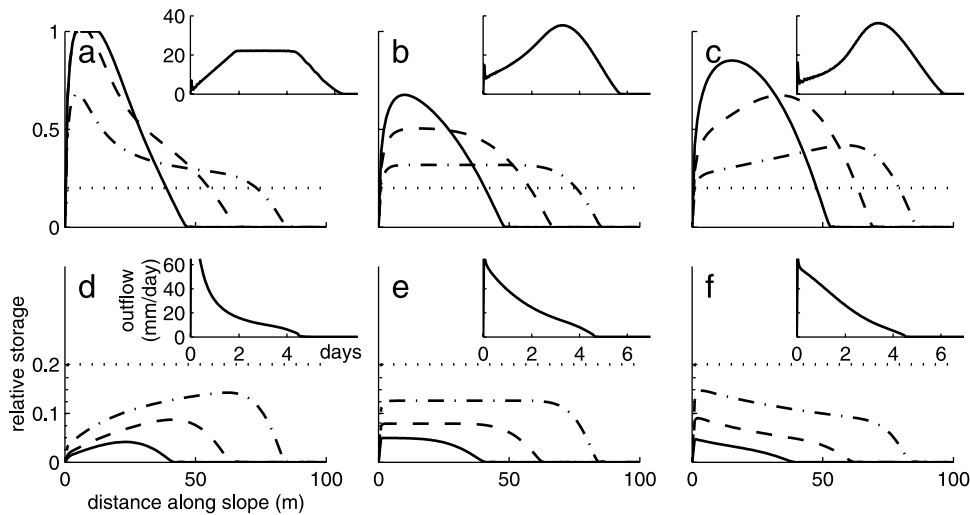 40
20
0
1
0.5
0
a
b
c
60
40
20
0
outflow
(mm/day)
0 2 4 days
0 2 4 6
0 2 4 6
d
e
f
0.2
0.1
0
relative storage
0 50 100
0 50 100
0 50 100
distance along slope (m)